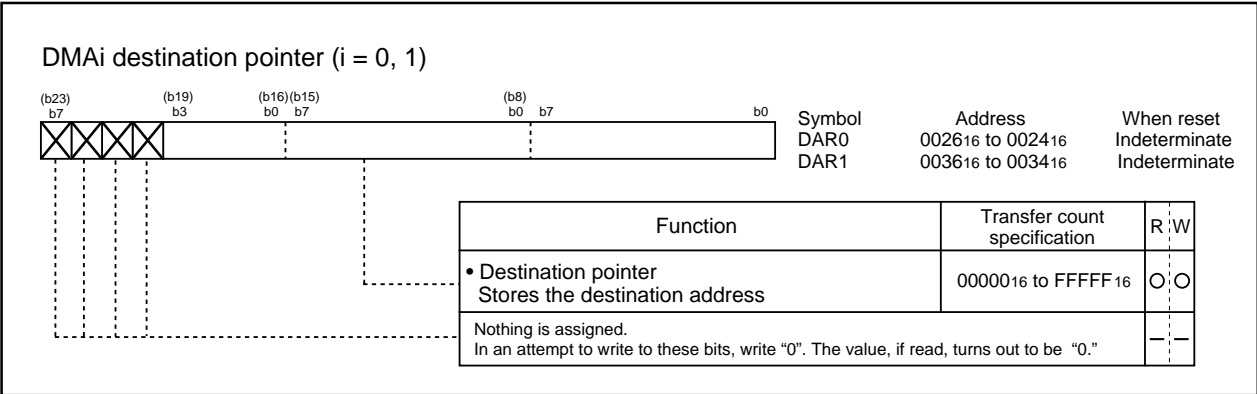 DMAi destination pointer (i = 0, 1)
(b23) (b19) (b16)(b15) (b8)
b7 b3 b0 b7 b0 b7 b0
Symbol Address When reset
DAR0 002616 to 002416 Indeterminate
DAR1 003616 to 003416 Indeterminate
Function Transfer count specification R W
• Destination pointer
Stores the destination address 0000016 to FFFFF16
Nothing is assigned.
In an attempt to write to these bits, write “0”. The value, if read, turns out to be “0.”